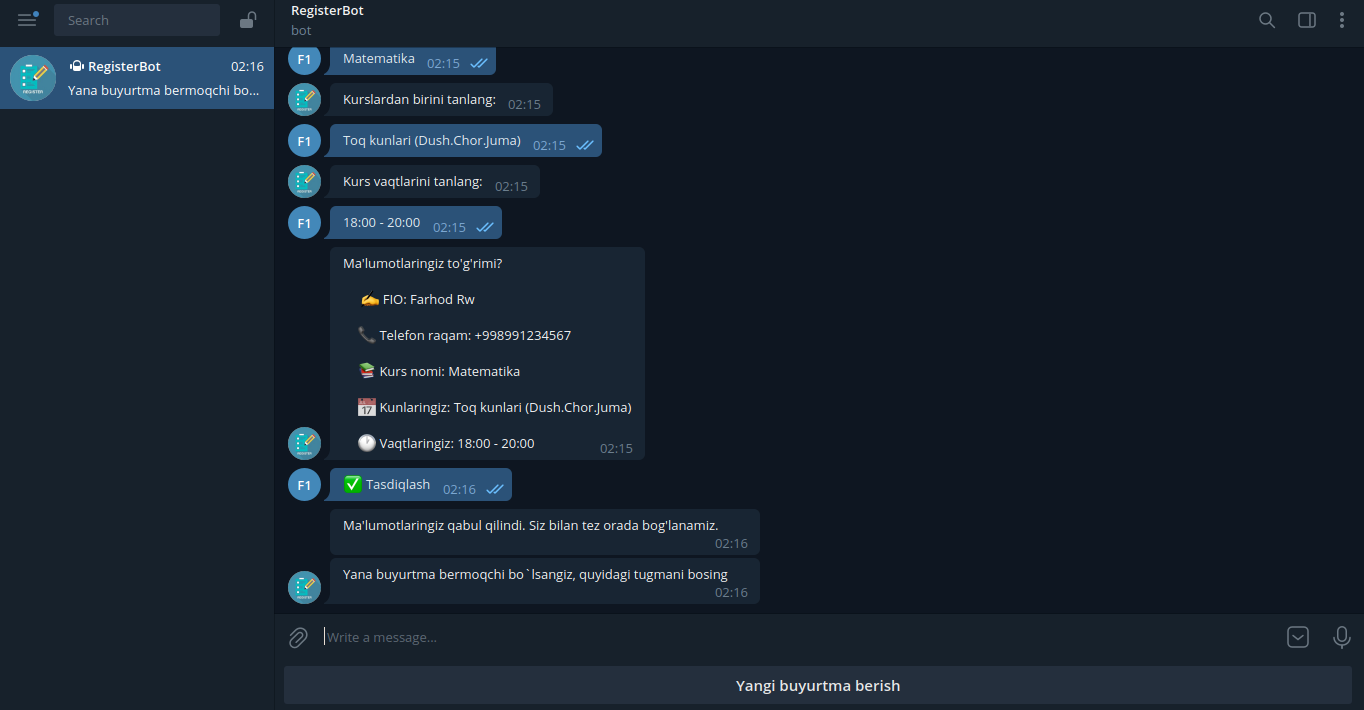 Search
RegisterBot
02:16
Yana buyurtma bermoqchi bo...
RegisterBot
bot
F1
Matematika
02:15
Kurslardan birini tanlang:
02:15
F1
Toq kunlari (Dush.Chor.Juma)
02:15
Kurs vaqtlarini tanlang:
02:15
F1
18:00 - 20:00
02:15
Ma'lumotlaringiz to'g'rimi?
✍️ FIO: Farhod Rw
📞 Telefon raqam: +998991234567
📚 Kurs nomi: Matematika
📅 Kunlaringiz: Toq kunlari (Dush.Chor.Juma)
🕐 Vaqtlaringiz: 18:00 - 20:00
02:15
F1
✅ Tasdiqlash
02:16
Ma'lumotlaringiz qabul qilindi. Siz bilan tez orada bog'lanamiz.
02:16
Yana buyurtma bermoqchi bo`lsangiz, quyidagi tugmani bosing
02:16
Write a message...
Yangi buyurtma berish